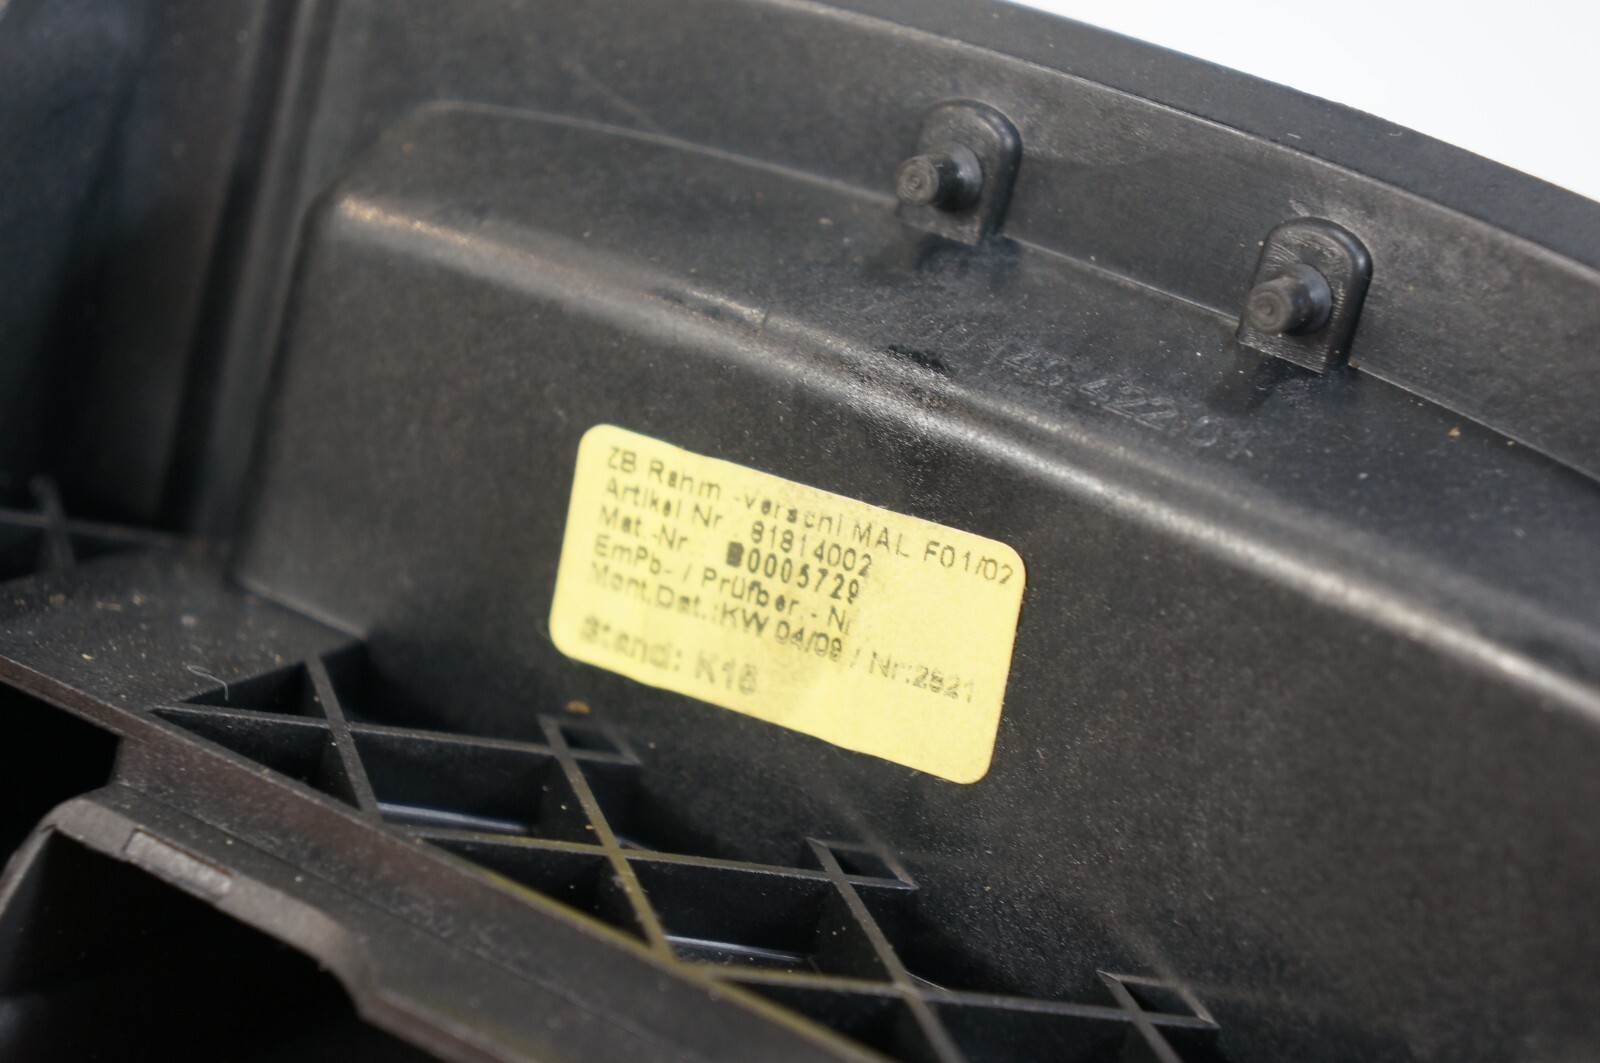 ZB Rahm -Verschl MAL F01/02
Artikel Nr 81814002
Mat.-Nr 0005729
EmPb- / Prüfber.- Nr
Mont.Dat.:KW 04/09 / Nr:2821
Stand: K16